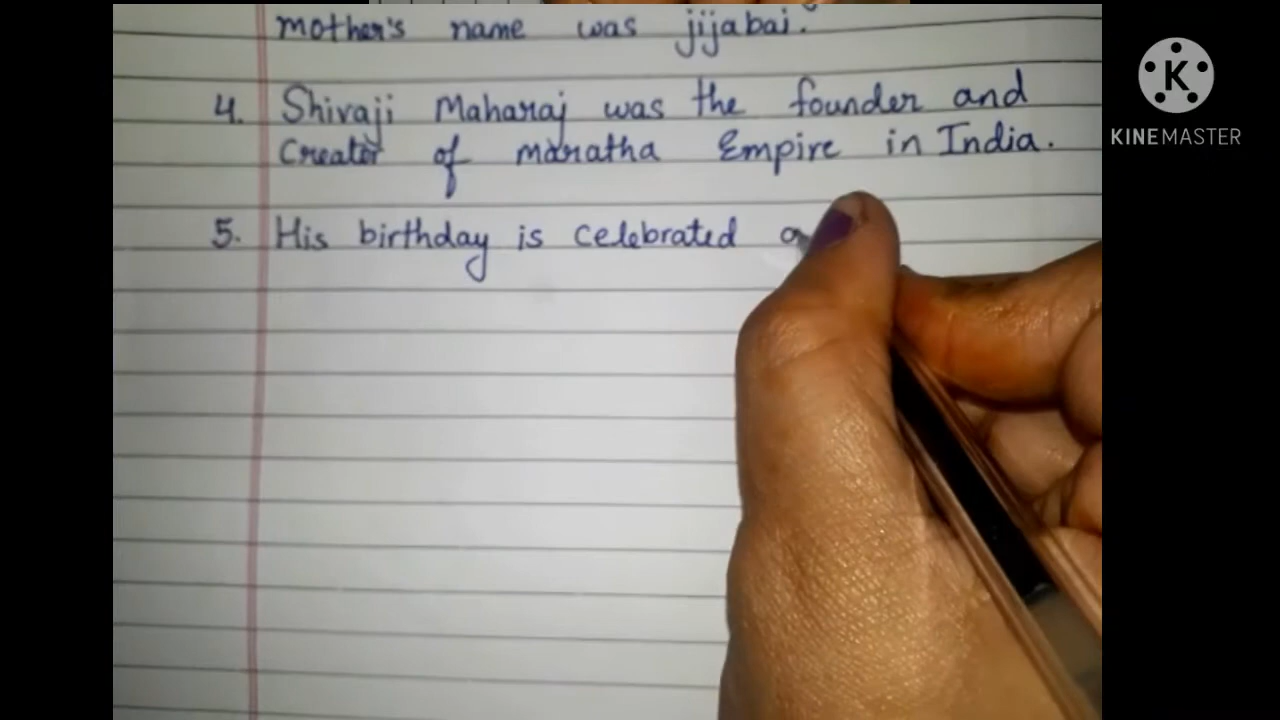 mother's name was jijabai.
4. Shivaji Maharaj was the founder and
Creator of maratha Empire in India.
5. His birthday is celebrated
K
KINEMASTER